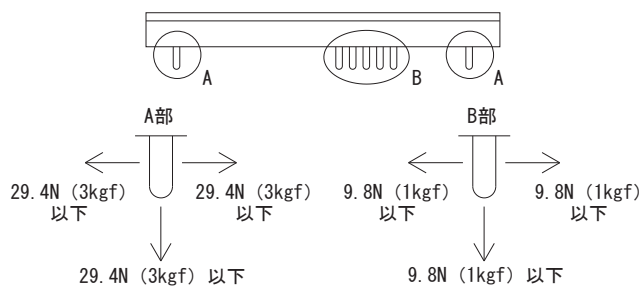 A
B
A
A部
B部
29.4N (3kgf)
以下
29.4N (3kgf)
以下
9.8N (1kgf)
以下
9.8N (1kgf)
以下
29.4N (3kgf) 以下
9.8N (1kgf) 以下